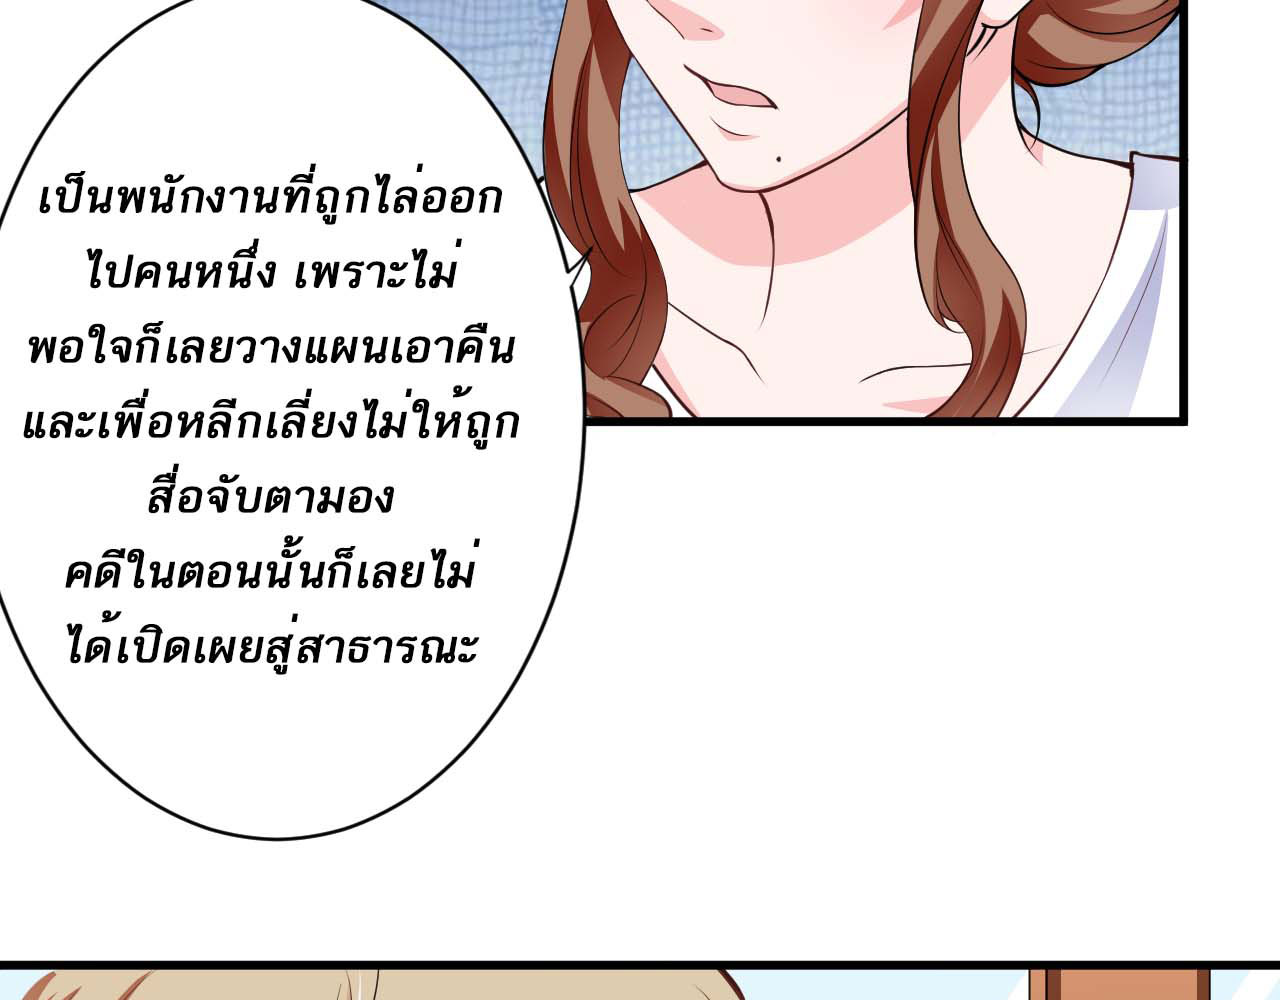 เป็นพนักงานที่ถูกไล่ออก
ไปคนหนึ่ง เพราะไม่
พอใจก็เลยวางแผนเอาคืน
และเพื่อหลีกเลี่ยงไม่ให้ถูก
สื่อจับตามอง
คดีในตอนนั้นก็เลยไม่
ได้เปิดเผยสู่สาธารณะ